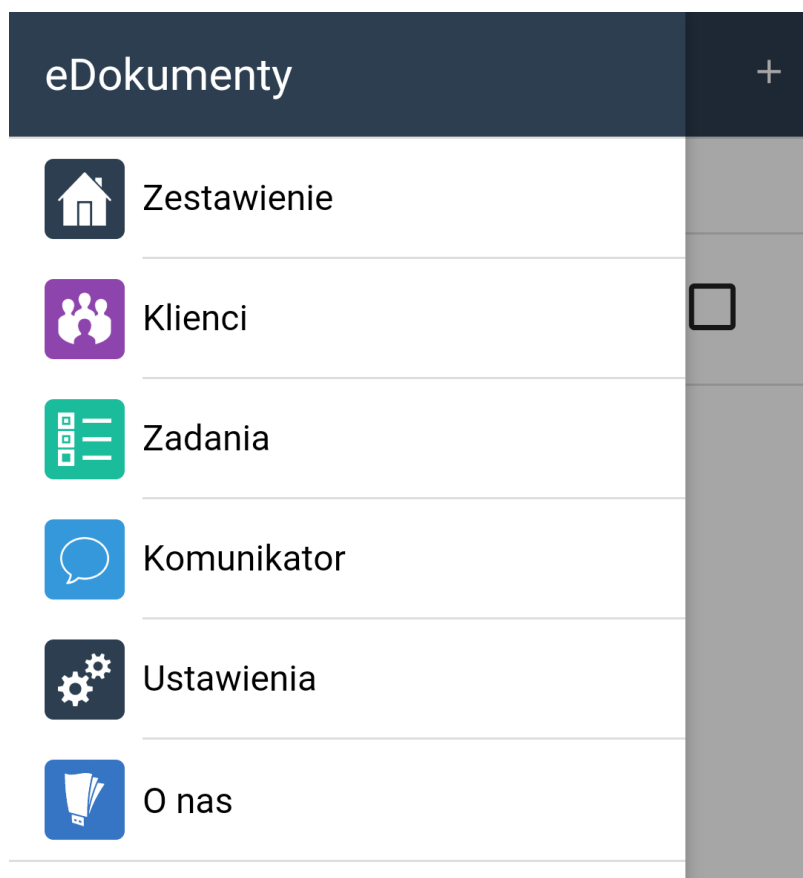 eDokumenty
+
Zestawienie
Klienci
Zadania
Komunikator
Ustawienia
O nas